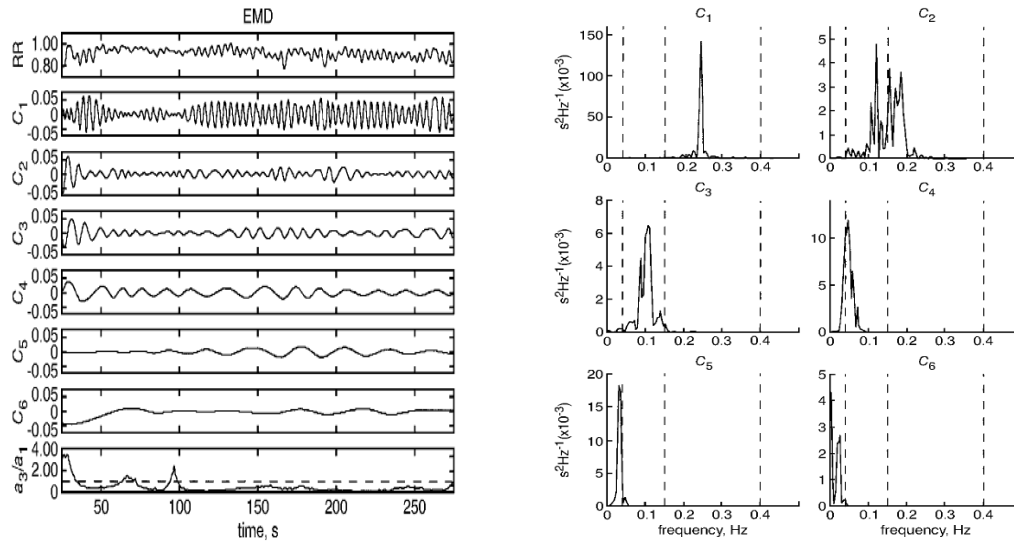 EMD
RR
1.00
0.80
C1
0.05
0
-0.05
C2
0.05
0
-0.05
C3
0.05
0
-0.05
C4
0.05
0
-0.05
C5
0.05
0
-0.05
C6
0.05
0
-0.05
a3/a1
4.00
2.00
0
50 100 150 200 250
time, s
C1
s²Hz⁻¹(x10⁻³)
150
100
50
0
0 0.1 0.2 0.3 0.4
C2
5
4
3
2
1
0
0 0.1 0.2 0.3 0.4
C3
s²Hz⁻¹(x10⁻³)
8
6
4
2
0
0 0.1 0.2 0.3 0.4
C4
10
5
0
0 0.1 0.2 0.3 0.4
C5
s²Hz⁻¹(x10⁻³)
20
15
10
5
0
0 0.1 0.2 0.3 0.4
frequency, Hz
C6
5
4
3
2
1
0
0 0.1 0.2 0.3 0.4
frequency, Hz